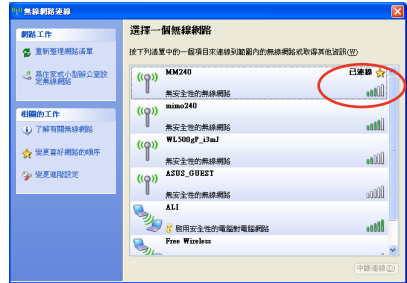 無線網路連線
網路工作
重新整理網路清單
爲住家或小型辦公室設
定無線網路
相關的工作
了解有關無線網路
變更喜好網路的順序
變更進階設定
選擇一個無線網路
按下列清單中的一個項目來連線到範圍內的無線網路或取得其他資訊(W)
MM240
已連線
無安全性的無線網路
mimo240
無安全性的無線網路
WL500gP_i3mJ
無安全性的無線網路
ASUS_GUEST
無安全性的無線網路
ALI
啓用安全性的電腦對電腦網路
Free Wireless
中斷連線(D)